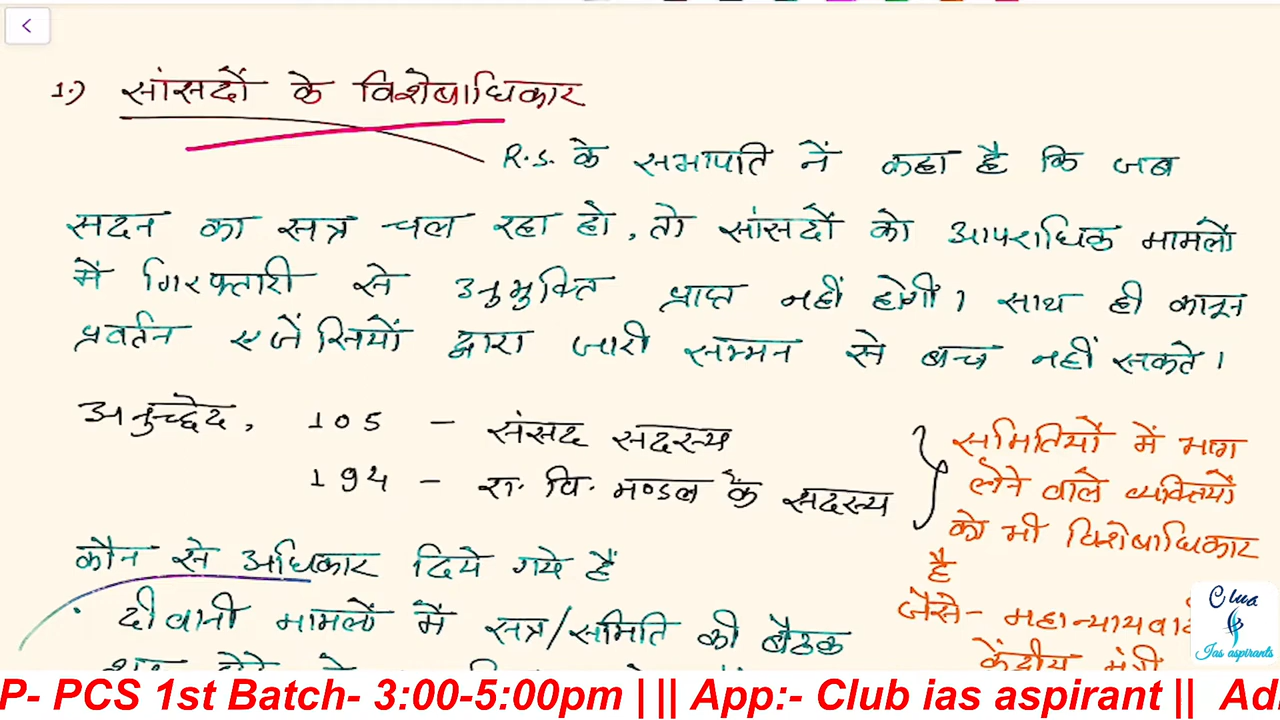 1.) सांसदों के विशेषाधिकार
R.S. के सभापति नें कहा है कि जब
सदन का सत्र चल रहा हो, तो सांसदों को आपराधिक मामलों
में गिरफ्तारी से उन्मुक्ति प्राप्त नहीं होगी। साथ ही कानून
प्रवर्तन एजेंसियों द्वारा जारी सम्मन से बच नहीं सकते।
अनुच्छेद, 105 - संसद सदस्य
194 - रा. वि. मण्डल के सदस्य
समितियों में भाग
लेने वाले व्यक्तियों
को भी विशेषाधिकार
है
जैसे- महान्यायवा
केंद्रीय मंत्री
कौन से अधिकार दिये गये हैं
· दीवानी मामलों में सत्र/समिति की बैठक
Club
Ias aspirants
P- PCS 1st Batch- 3:00-5:00pm | || App:- Club ias aspirant || Ad